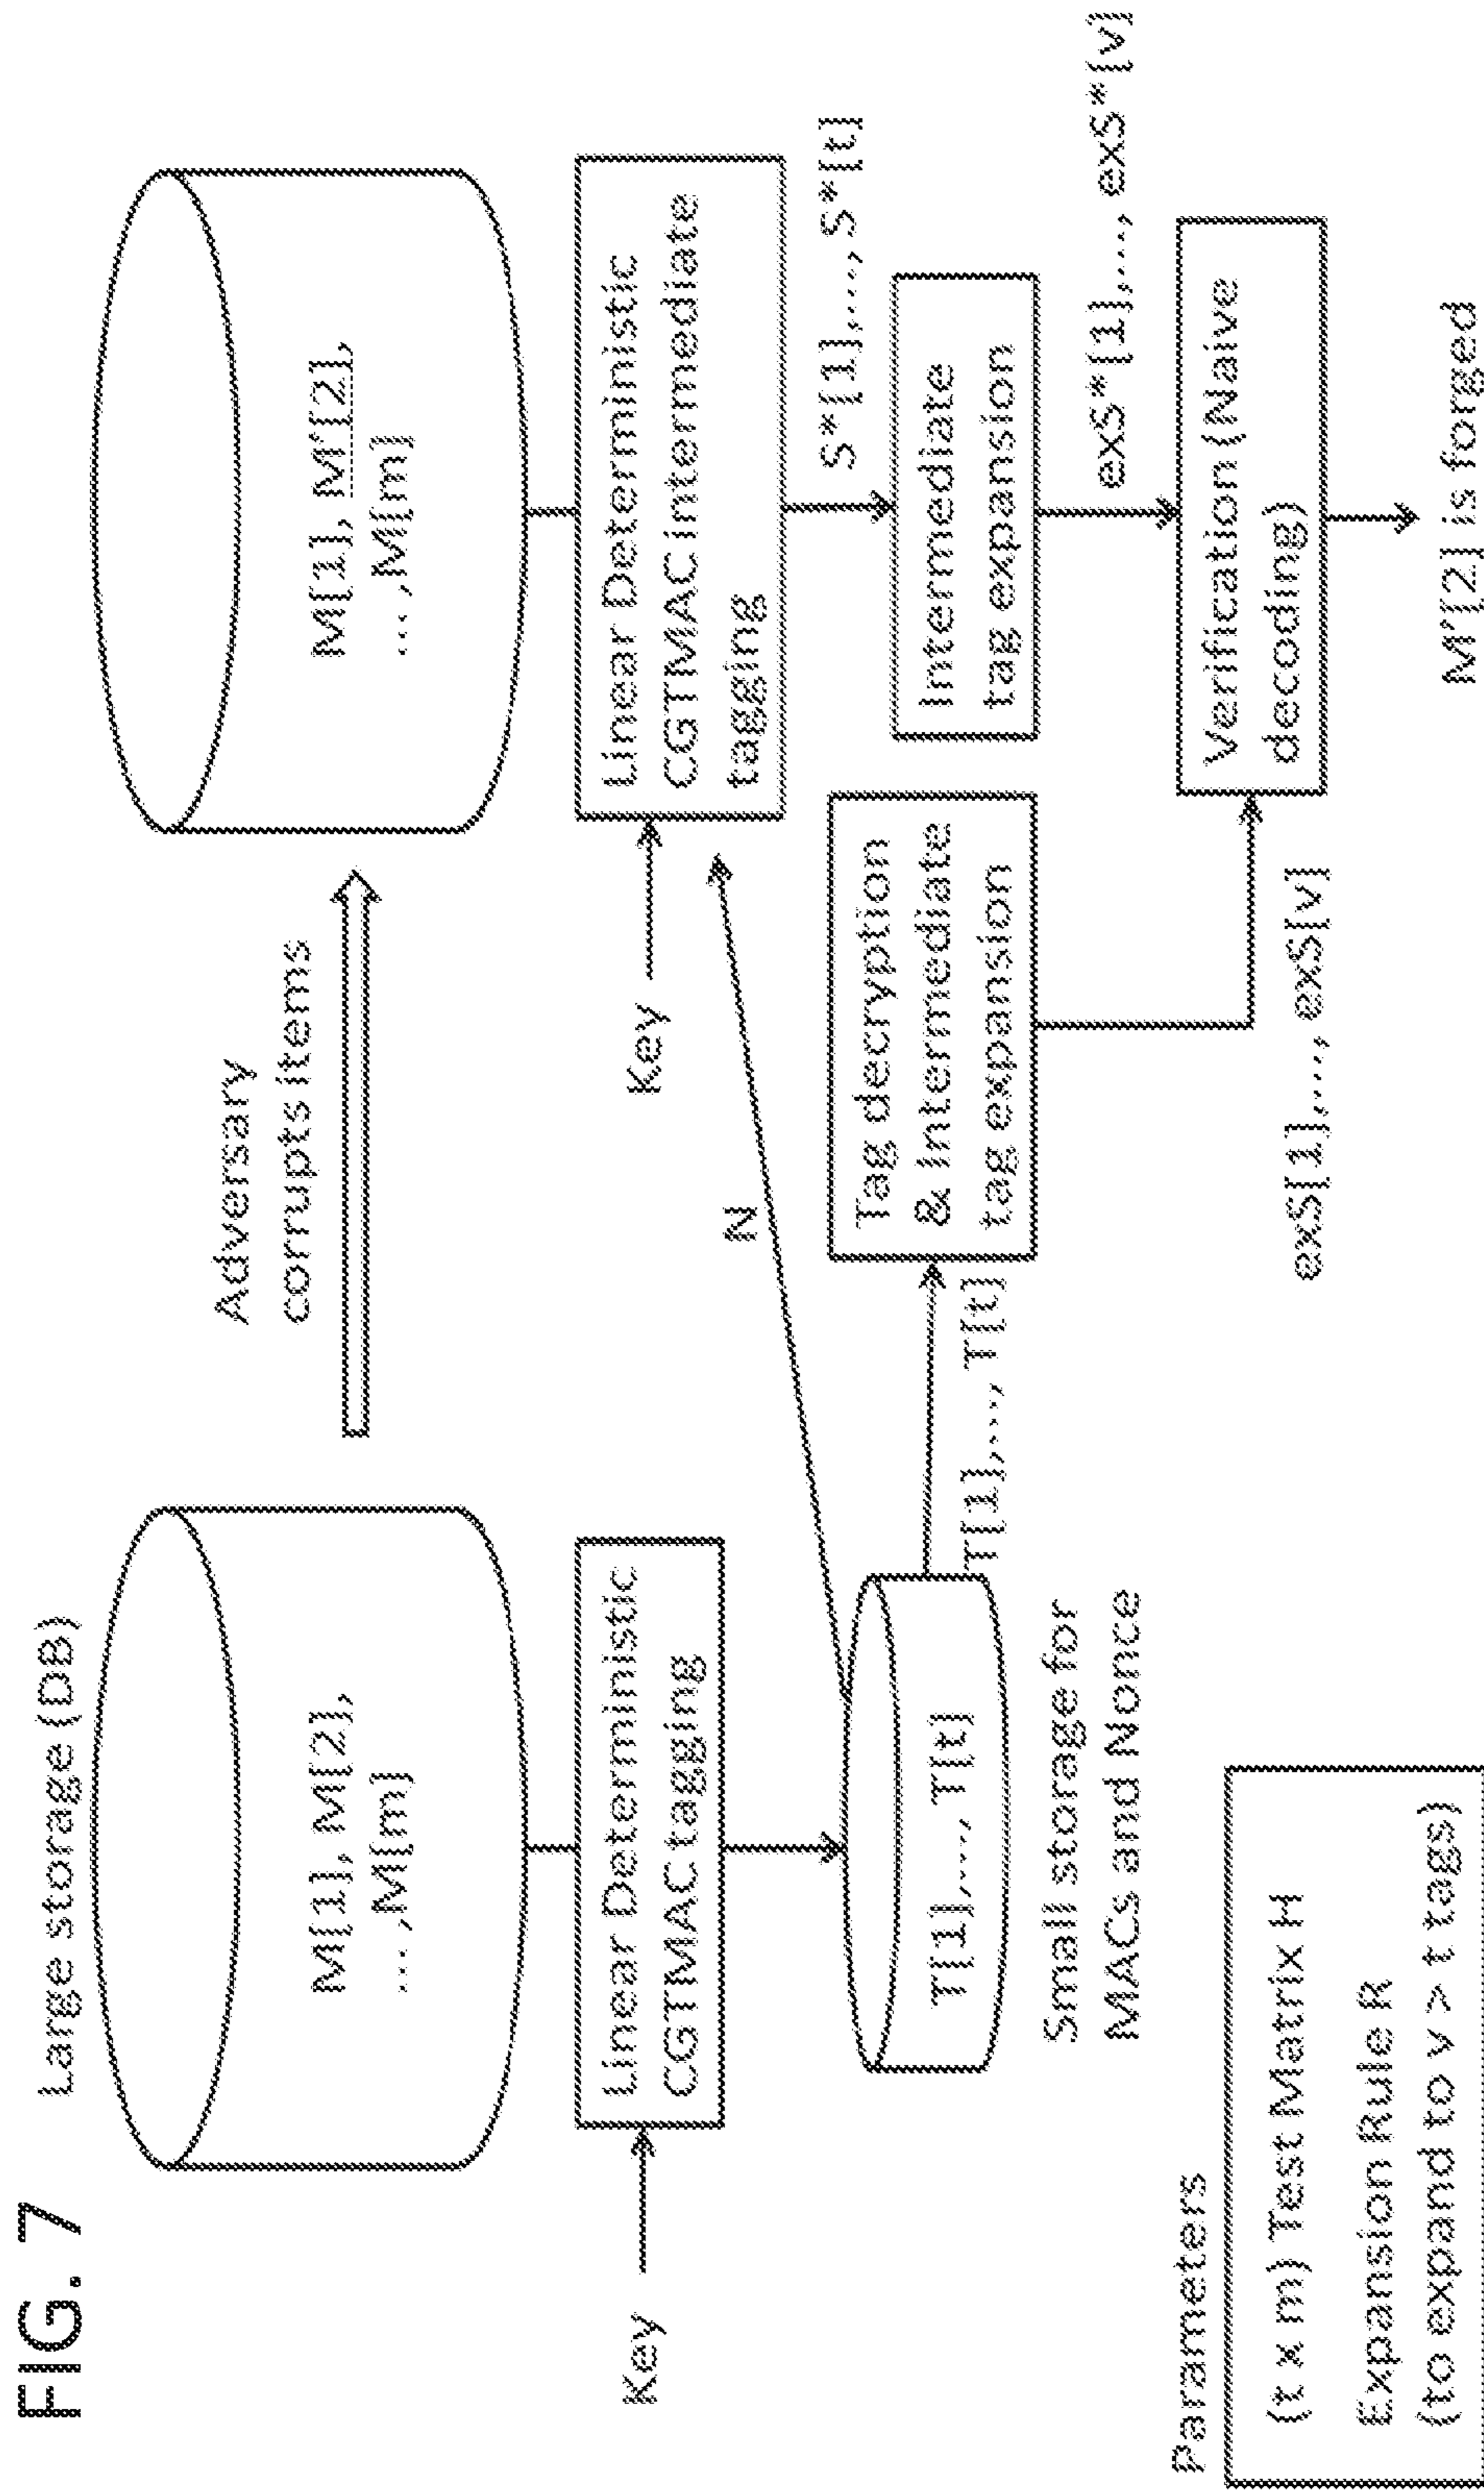 FIG. 7
Large storage (DB)
M[1], M[2],
... ,M[m]
Adversary
corrupts items
M[1], M'[2],
... ,M[m]
Key
Linear Deterministic
CGTMAC tagging
Key
Linear Deterministic
CGTMACintermediate
tagging
N
S*[1],..., S*[t]
T[1],..., T[t]
Small storage for
MACs and Nonce
T[1],..., T[t]
Tag decryption
& Intermediate
tag expansion
Intermediate
tag expansion
exS*[1],..., exS*[v]
exS[1],..., exS[v]
Verification (Naive
decoding)
M'[2] is forged
Parameters
(t x m) Test Matrix H
Expansion Rule R
(to expand to v > t tags)